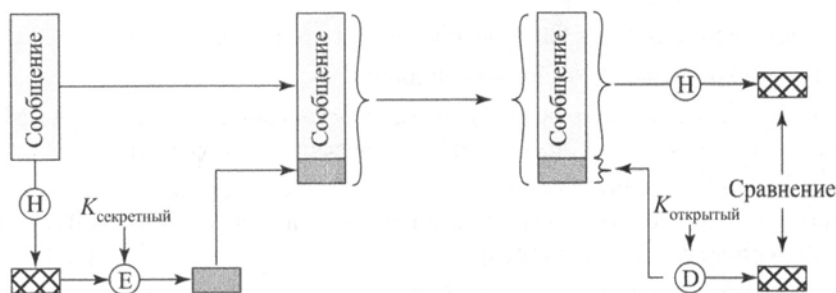 Сообщение
Сообщение
Сообщение
H
H
K секретный
K открытый
Сравнение
E
D